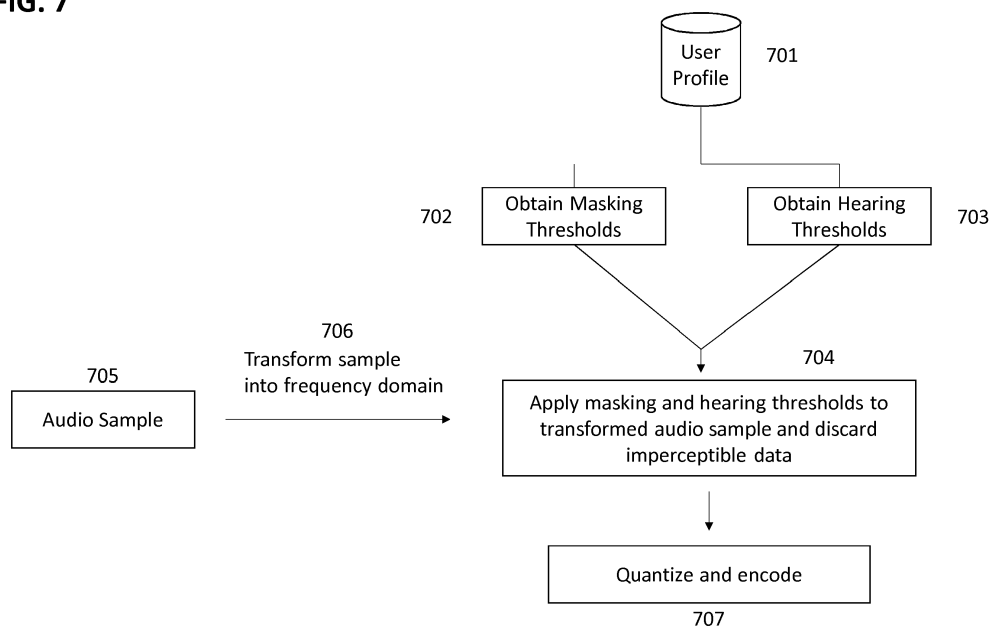 FIG. 7
User
Profile
701
702
Obtain Masking
Thresholds
Obtain Hearing
Thresholds
703
706
Transform sample
into frequency domain
704
705
Audio Sample
Apply masking and hearing thresholds to
transformed audio sample and discard
imperceptible data
Quantize and encode
707